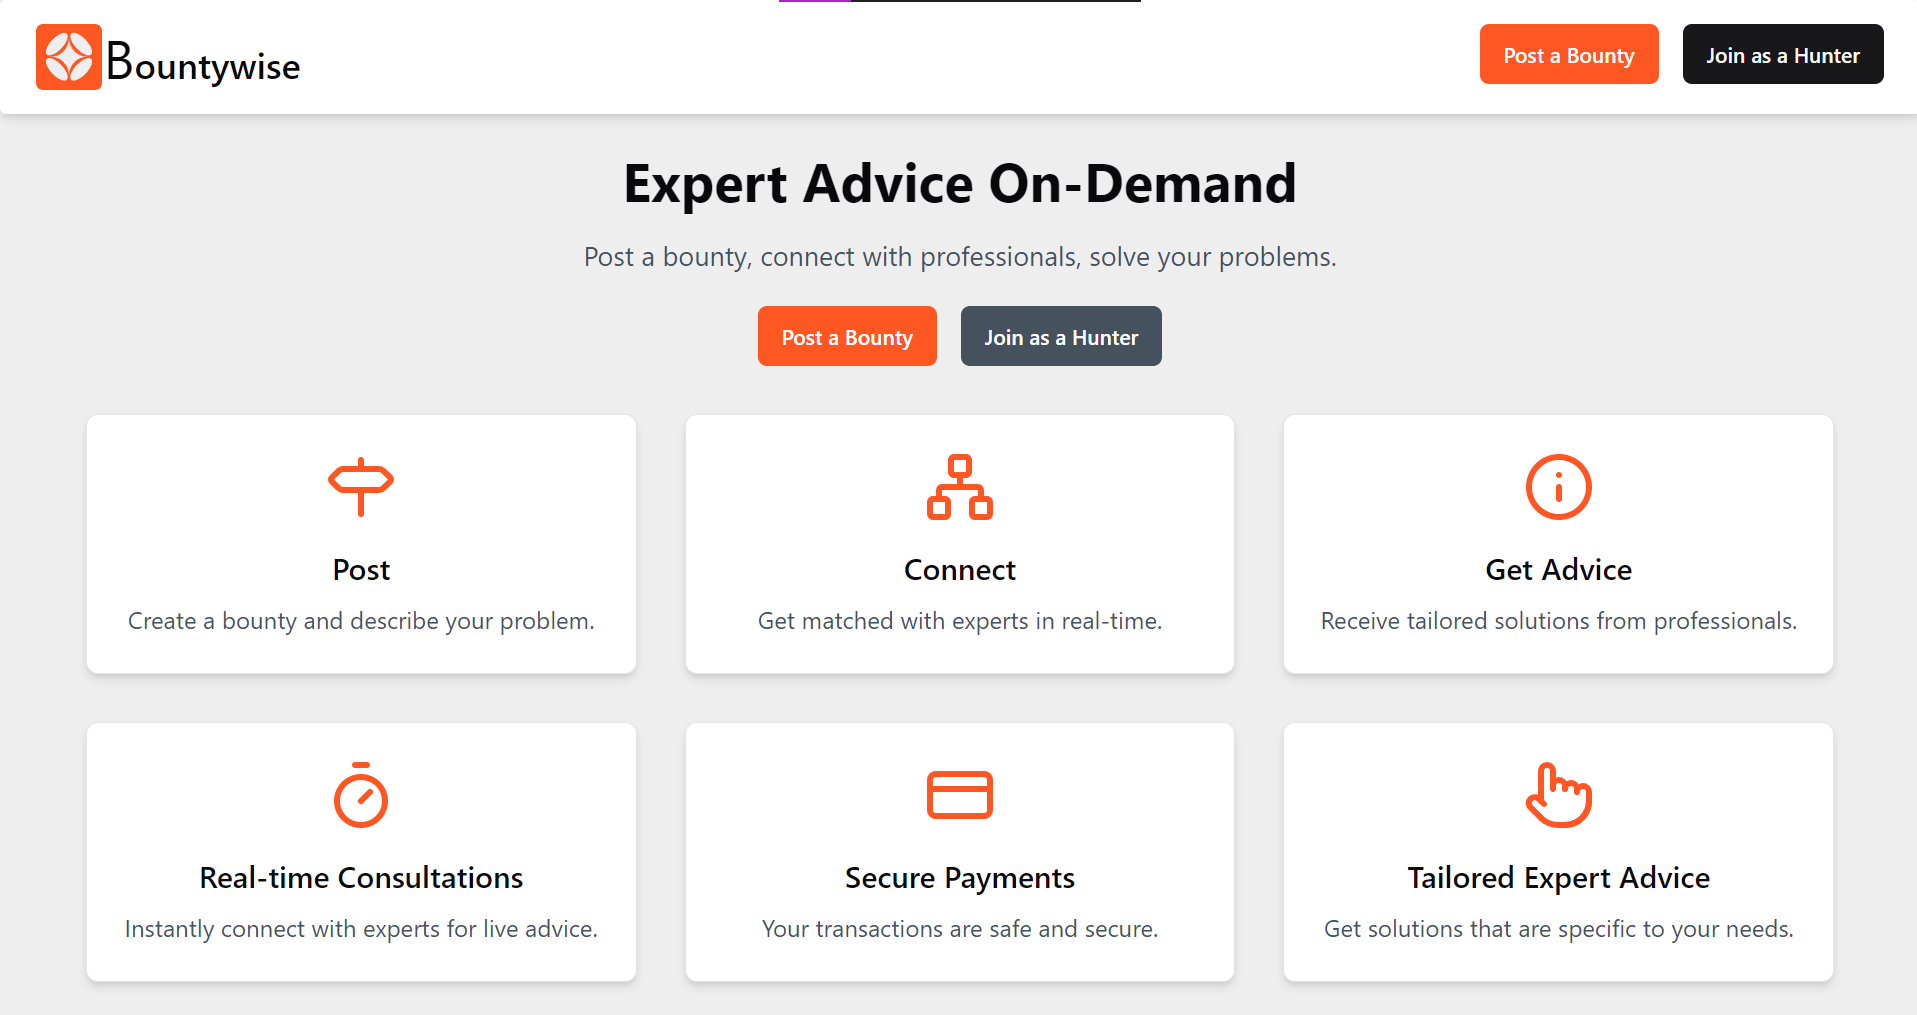 Bountywise
Post a Bounty
Join as a Hunter
Expert Advice On-Demand
Post a bounty, connect with professionals, solve your problems.
Post a Bounty
Join as a Hunter
Post
Create a bounty and describe your problem.
Connect
Get matched with experts in real-time.
Get Advice
Receive tailored solutions from professionals.
Real-time Consultations
Instantly connect with experts for live advice.
Secure Payments
Your transactions are safe and secure.
Tailored Expert Advice
Get solutions that are specific to your needs.